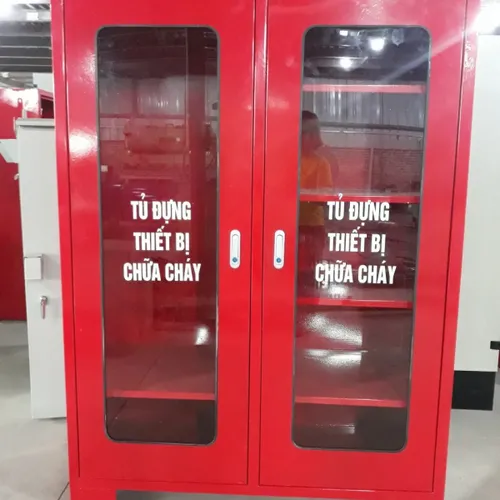 TỦ ĐỰNG
THIẾT BỊ
CHỮA CHÁY
TỦ ĐỰNG
THIẾT BỊ
CHỮA CHÁY